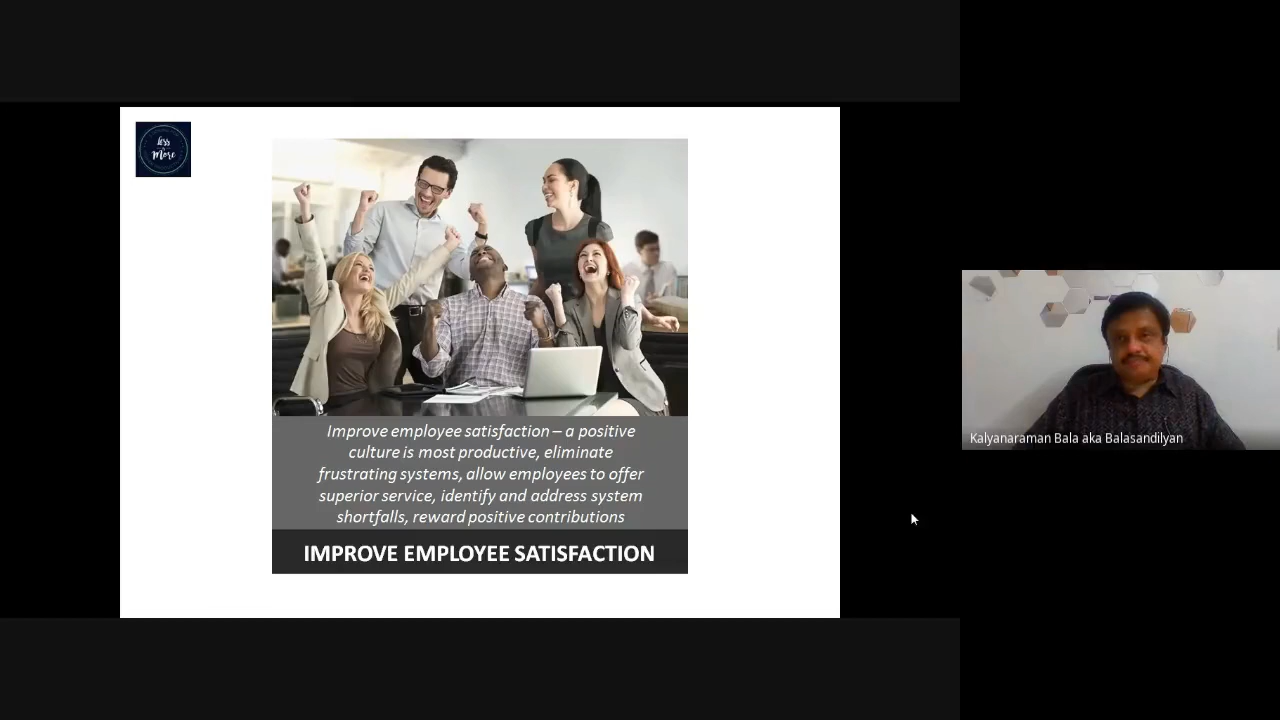 less
More
Improve employee satisfaction – a positive
culture is most productive, eliminate
frustrating systems, allow employees to offer
superior service, identify and address system
shortfalls, reward positive contributions
IMPROVE EMPLOYEE SATISFACTION
Kalyanaraman Bala aka Balasandilyan